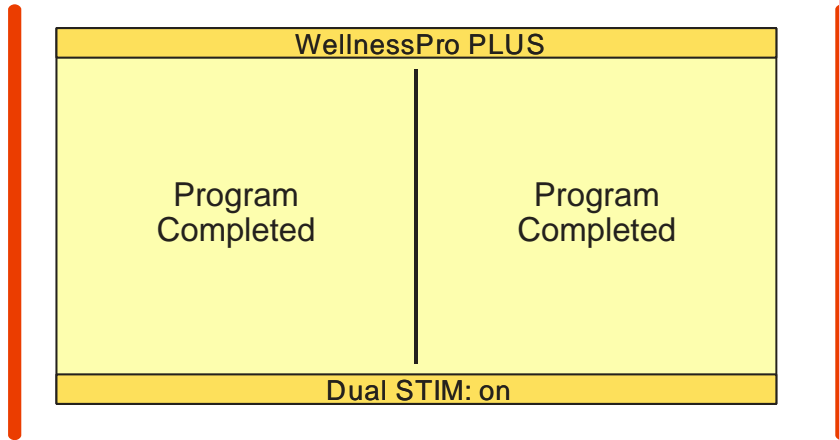 WellnessPro PLUS
Program
Completed
Program
Completed
Dual STIM: on